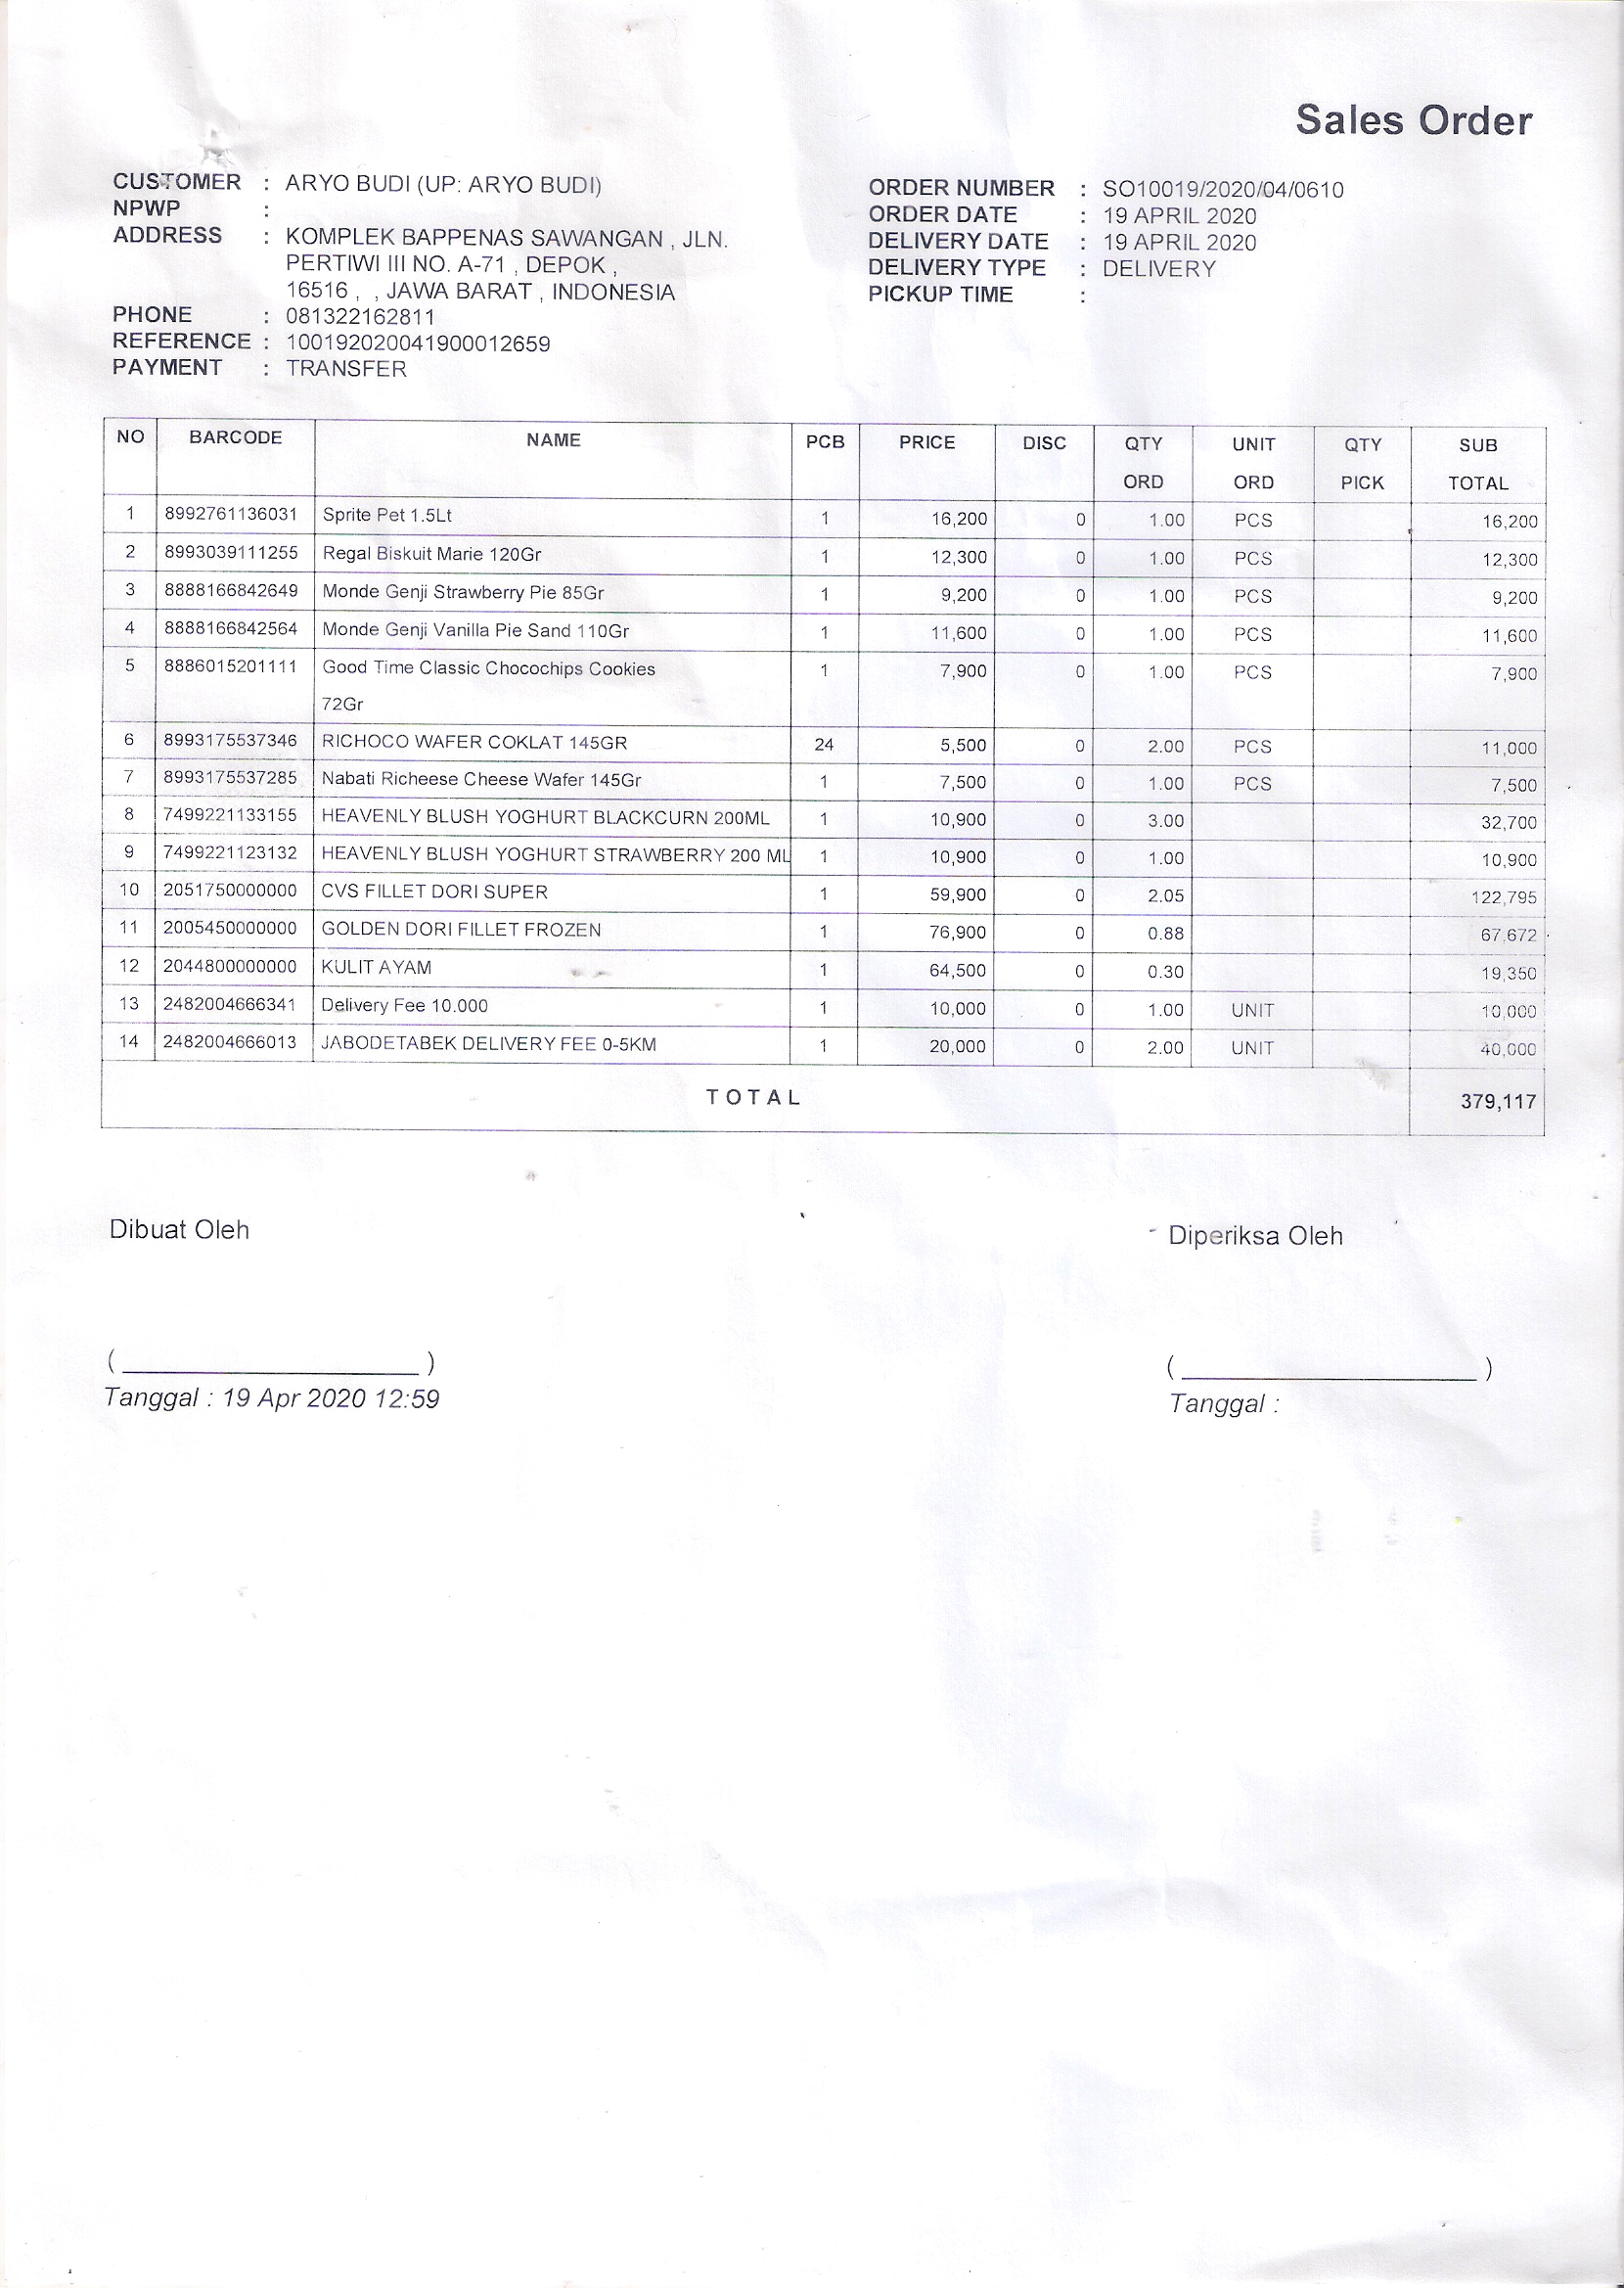 Sales Order
CUSTOMER : ARYO BUDI (UP: ARYO BUDI)
NPWP :
ADDRESS : KOMPLEK BAPPENAS SAWANGAN , JLN.
PERTIWI III NO. A-71 , DEPOK ,
16516 , , JAWA BARAT , INDONESIA
PHONE : 081322162811
REFERENCE : 100192020041900012659
PAYMENT : TRANSFER
ORDER NUMBER : SO10019/2020/04/0610
ORDER DATE : 19 APRIL 2020
DELIVERY DATE : 19 APRIL 2020
DELIVERY TYPE : DELIVERY
PICKUP TIME :
NO BARCODE NAME PCB PRICE DISC QTY UNIT QTY SUB
ORD ORD PICK TOTAL
1 8992761136031 Sprite Pet 1.5Lt 1 16,200 0 1.00 PCS 16,200
2 8993039111255 Regal Biskuit Marie 120Gr 1 12,300 0 1.00 PCS 12,300
3 8888166842649 Monde Genji Strawberry Pie 85Gr 1 9,200 0 1.00 PCS 9,200
4 8888166842564 Monde Genji Vanilla Pie Sand 110Gr 1 11,600 0 1.00 PCS 11,600
5 8886015201111 Good Time Classic Chocochips Cookies 1 7,900 0 1.00 PCS 7,900
72Gr
6 8993175537346 RICHOCO WAFER COKLAT 145GR 24 5,500 0 2.00 PCS 11,000
7 8993175537285 Nabati Richeese Cheese Wafer 145Gr 1 7,500 0 1.00 PCS 7,500
8 7499221133155 HEAVENLY BLUSH YOGHURT BLACKCURN 200ML 1 10,900 0 3.00 32,700
9 7499221123132 HEAVENLY BLUSH YOGHURT STRAWBERRY 200 ML 1 10,900 0 1.00 10,900
10 2051750000000 CVS FILLET DORI SUPER 1 59,900 0 2.05 122,795
11 2005450000000 GOLDEN DORI FILLET FROZEN 1 76,900 0 0.88 67,672
12 2044800000000 KULIT AYAM 1 64,500 0 0.30 19,350
13 2482004666341 Delivery Fee 10.000 1 10,000 0 1.00 UNIT 10,000
14 2482004666013 JABODETABEK DELIVERY FEE 0-5KM 1 20,000 0 2.00 UNIT 40,000
TOTAL 379,117
Dibuat Oleh
( ____________________ )
Tanggal : 19 Apr 2020 12:59
Diperiksa Oleh
( ____________________ )
Tanggal :